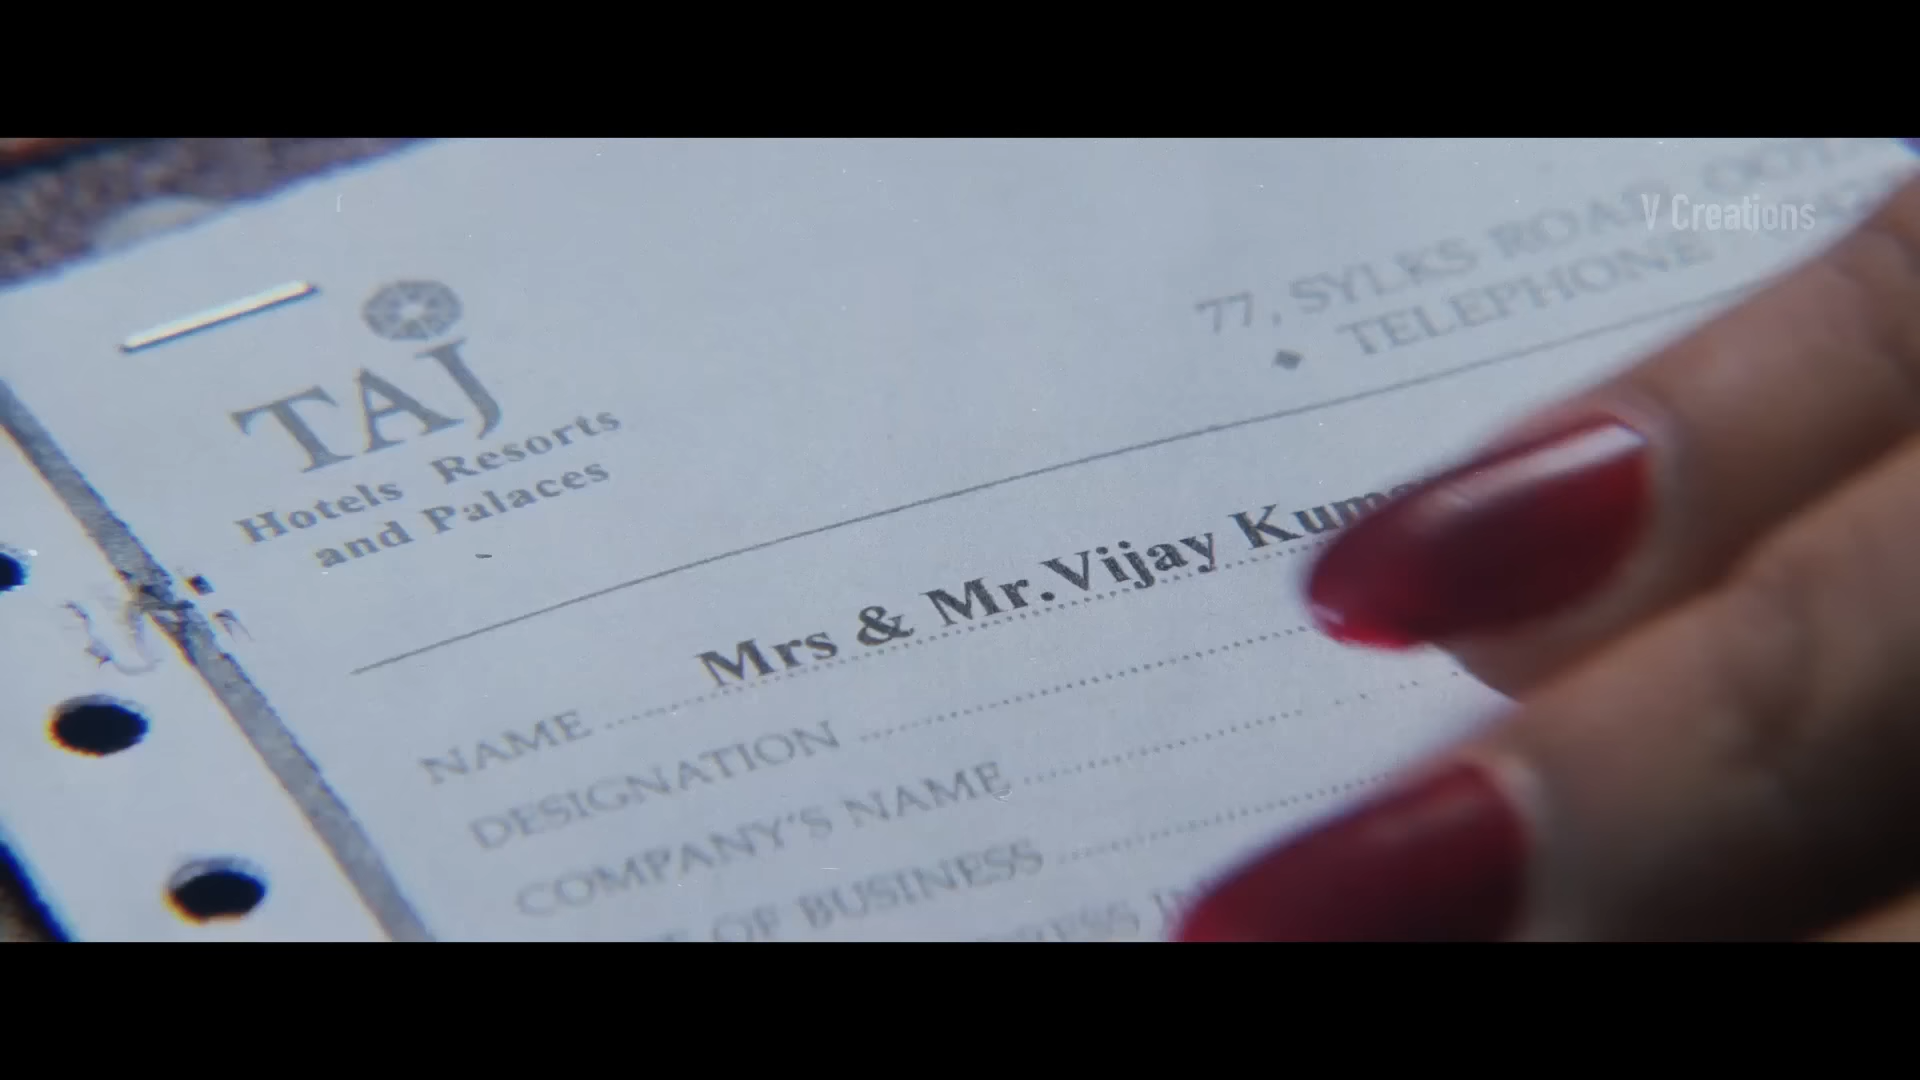 V Creations
77, SYLKS ROAD,
TELEPHONE
TAJ
Hotels Resorts
and Palaces
NAME Mrs & Mr.Vijay
DESIGNATION
COMPANY'S NAME
OF BUSINESS